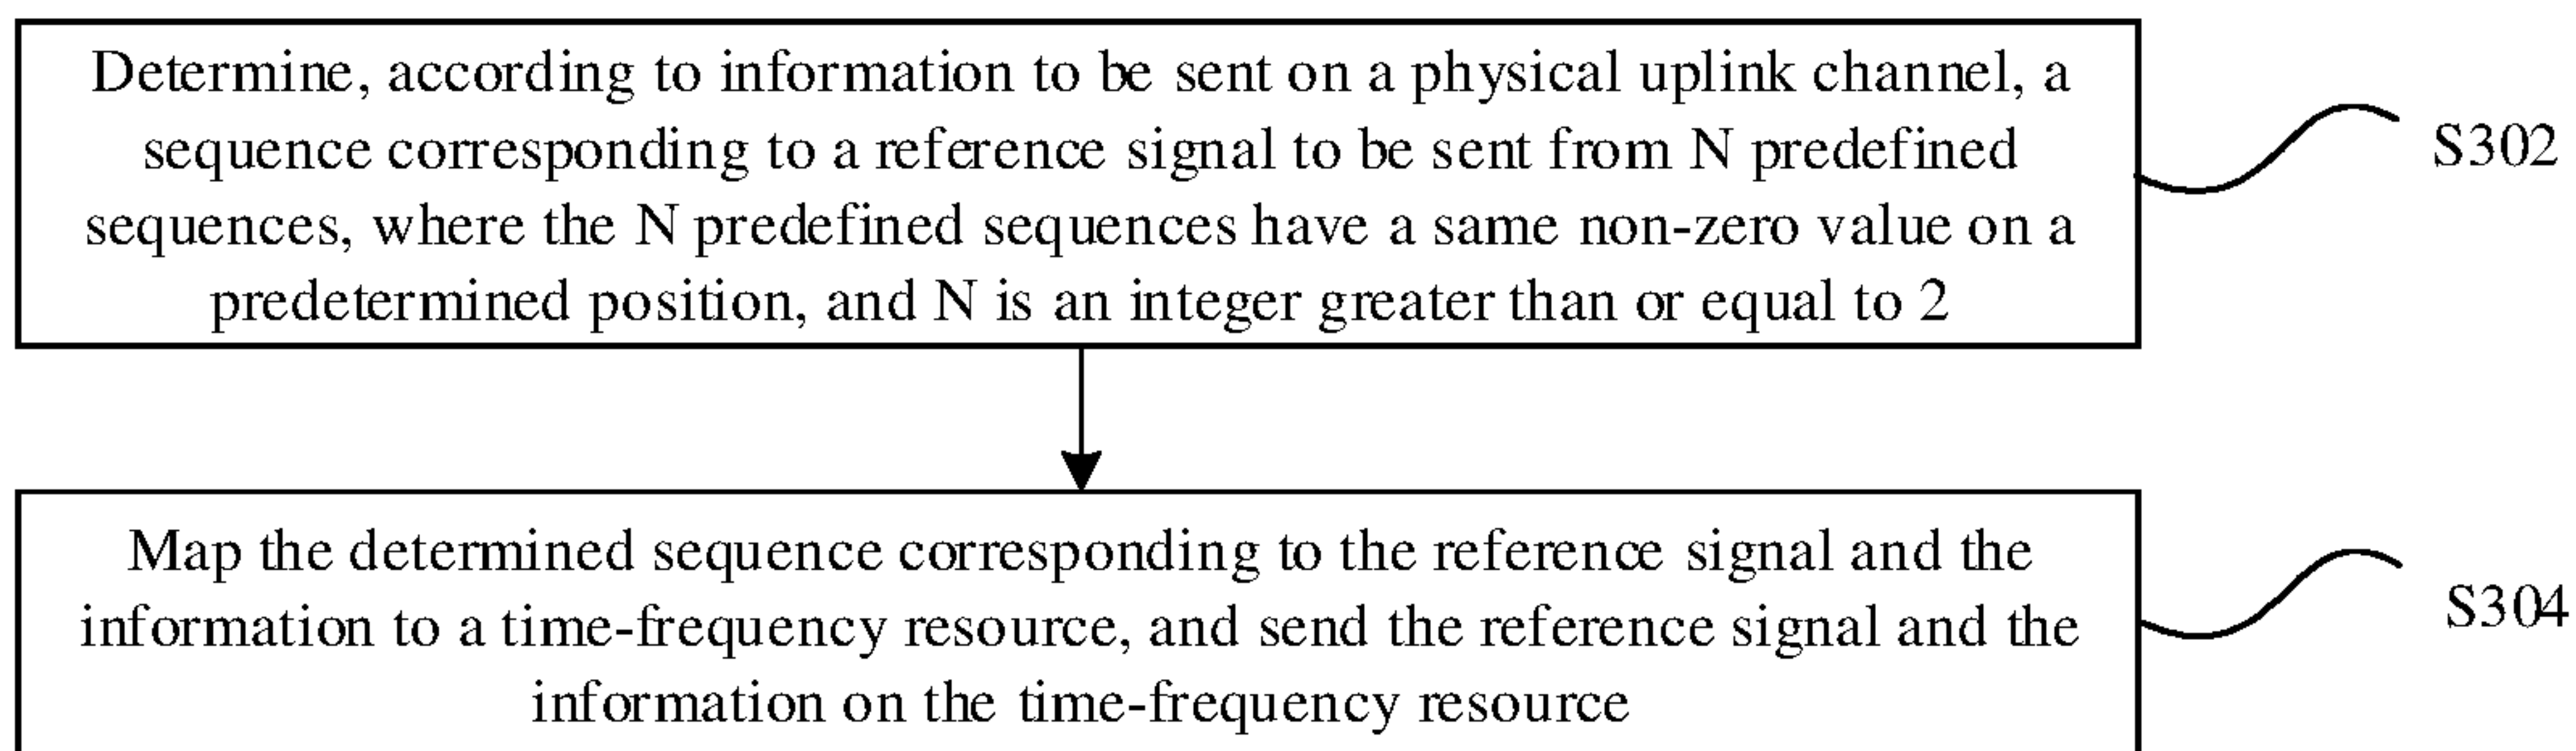 Determine, according to information to be sent on a physical uplink channel, a
sequence corresponding to a reference signal to be sent from N predefined
sequences, where the N predefined sequences have a same non-zero value on a
predetermined position, and N is an integer greater than or equal to 2
S302
Map the determined sequence corresponding to the reference signal and the
information to a time-frequency resource, and send the reference signal and the
information on the time-frequency resource
S304